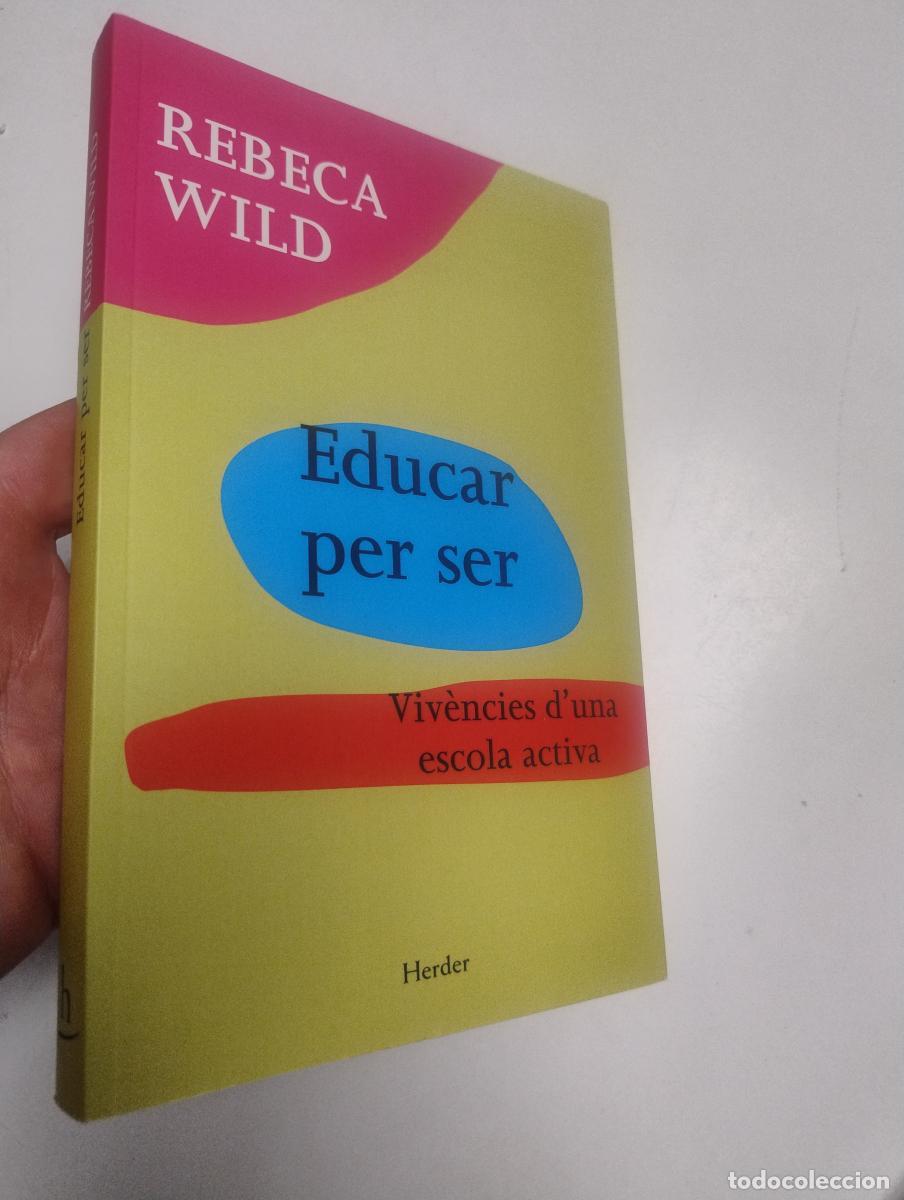 REBECA
WILD
Educar
per ser
Vivències d'una
escola activa
Herder
Educar per ser REBECA WILD
h
todocoleccion